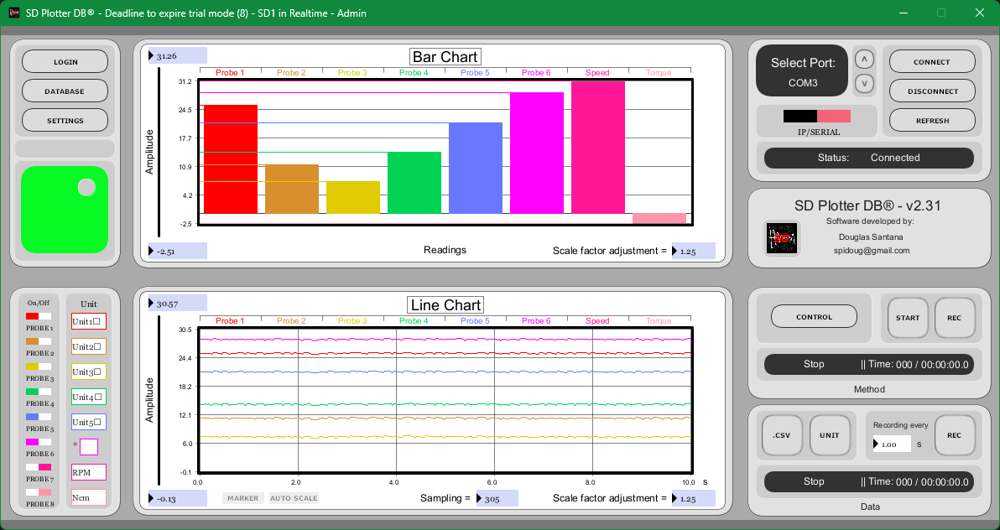 SD Plotter DB® - Deadline to expire trial mode (8) - SD1 in Realtime - Admin
LOGIN
DATABASE
SETTINGS
31.26
Bar Chart
Probe 1 Probe 2 Probe 3 Probe 4 Probe 5 Probe 6 Speed Torque
31.2
24.5
17.7
10.9
4.2
-2.5
Amplitude
-2.51
Readings
Scale factor adjustment = 1.25
Select Port:
COM3
˄
˅
IP/SERIAL
CONNECT
DISCONNECT
REFRESH
Status: Connected
SD Plotter DB® - v2.31
Software developed by:
Douglas Santana
spidoug@gmail.com
On/Off
PROBE 1
PROBE 2
PROBE 3
PROBE 4
PROBE 5
PROBE 6
PROBE 7
PROBE 8
Unit
Unit1□
Unit2□
Unit3□
Unit4□
Unit5□
°
RPM
Ncm
30.57
Line Chart
Probe 1 Probe 2 Probe 3 Probe 4 Probe 5 Probe 6 Speed Torque
30.5
24.4
18.2
12.1
6.0
-0.1
Amplitude
0.0 2.0 4.0 6.0 8.0 10.0 S
-0.13
MARKER
AUTO SCALE
Sampling = 305
Scale factor adjustment = 1.25
CONTROL
START
REC
Stop || Time: 000 / 00:00:00.0
Method
.CSV
UNIT
Recording every
1.00 S
REC
Stop || Time: 000 / 00:00:00.0
Data